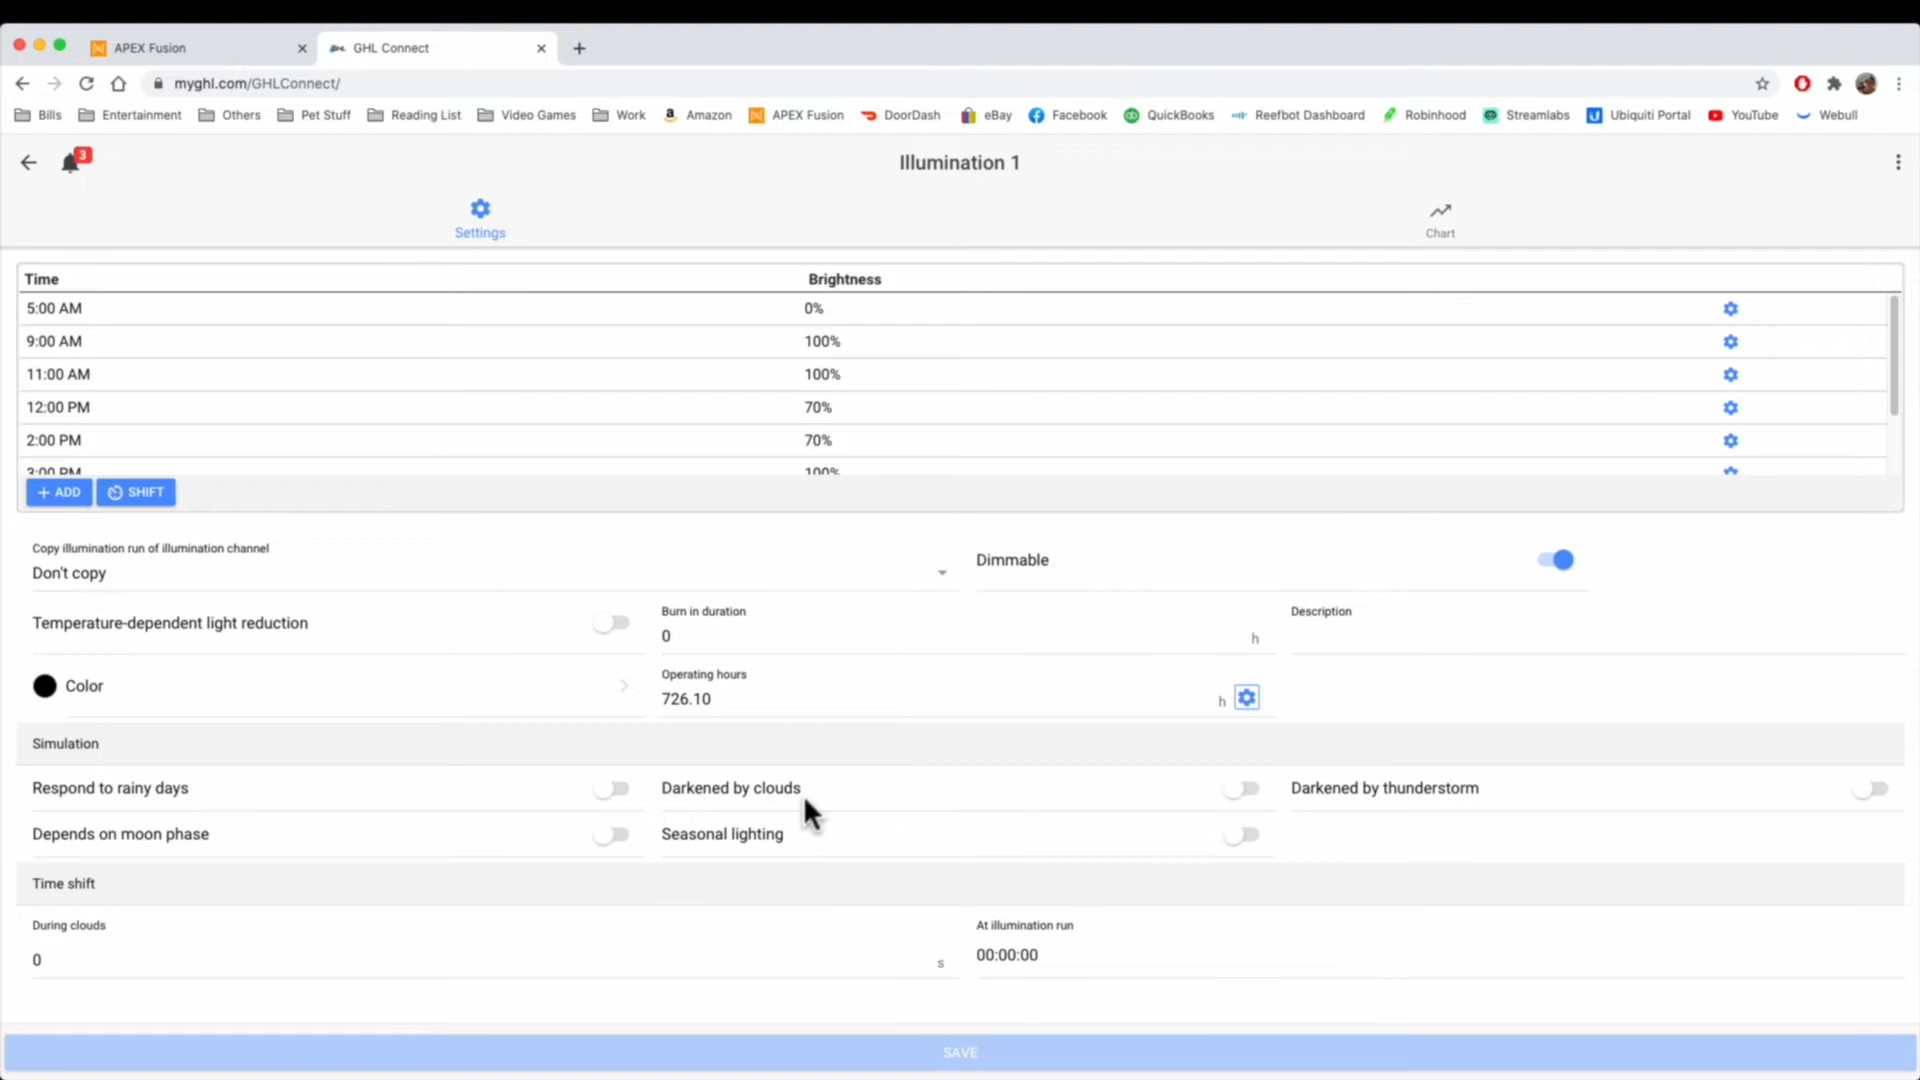 APEX Fusion
GHL Connect
myghl.com/GHLConnect/
Bills Entertainment Others Pet Stuff Reading List Video Games Work Amazon APEX Fusion DoorDash eBay Facebook QuickBooks Reefbot Dashboard Robinhood Streamlabs Ubiquiti Portal YouTube Webull
3
Illumination 1
Settings
Chart
Time Brightness
5:00 AM 0%
9:00 AM 100%
11:00 AM 100%
12:00 PM 70%
2:00 PM 70%
3:00 PM 100%
+ ADD SHIFT
Copy illumination run of illumination channel
Don't copy
Dimmable
Temperature-dependent light reduction
Burn in duration
0 h
Description
Color
Operating hours
726.10 h
Simulation
Respond to rainy days Darkened by clouds Darkened by thunderstorm
Depends on moon phase Seasonal lighting
Time shift
During clouds
0 s
At illumination run
00:00:00
SAVE